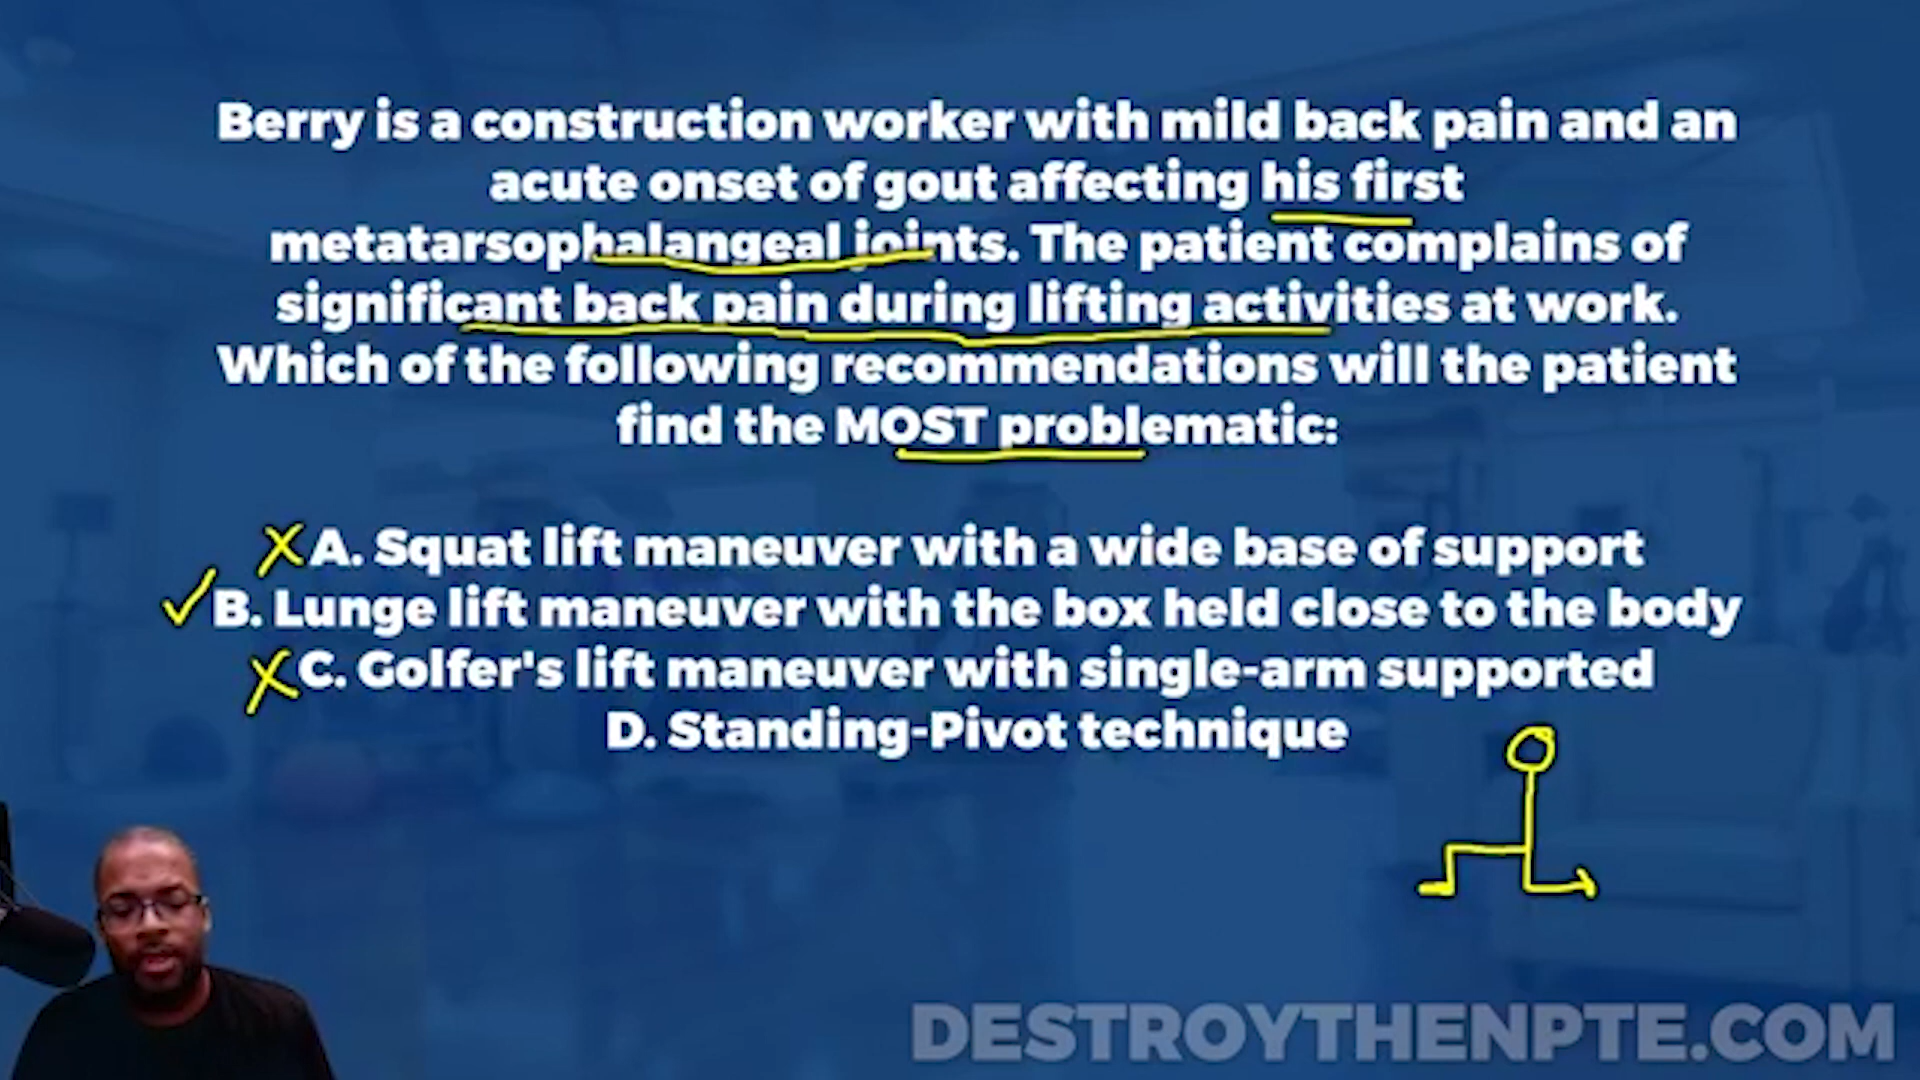 Berry is a construction worker with mild back pain and an
acute onset of gout affecting his first
metatarsophalangeal joints. The patient complains of
significant back pain during lifting activities at work.
Which of the following recommendations will the patient
find the MOST problematic:
A. Squat lift maneuver with a wide base of support
B. Lunge lift maneuver with the box held close to the body
C. Golfer's lift maneuver with single-arm supported
D. Standing-Pivot technique
DESTROYTHENPTE.COM